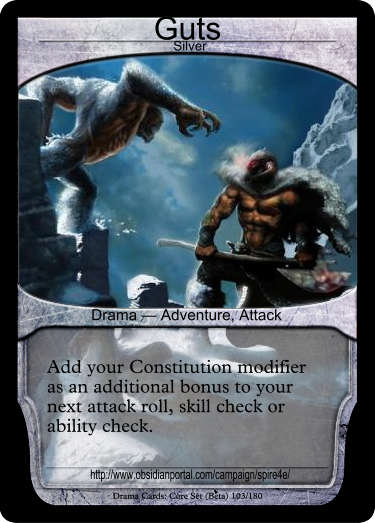 Guts
Silver
Drama — Adventure, Attack
Add your Constitution modifier
as an additional bonus to your
next attack roll, skill check or
ability check.
http://www.obsidianportal.com/campaign/spire4e/
Drama Cards: Core Set (Beta) 103/180